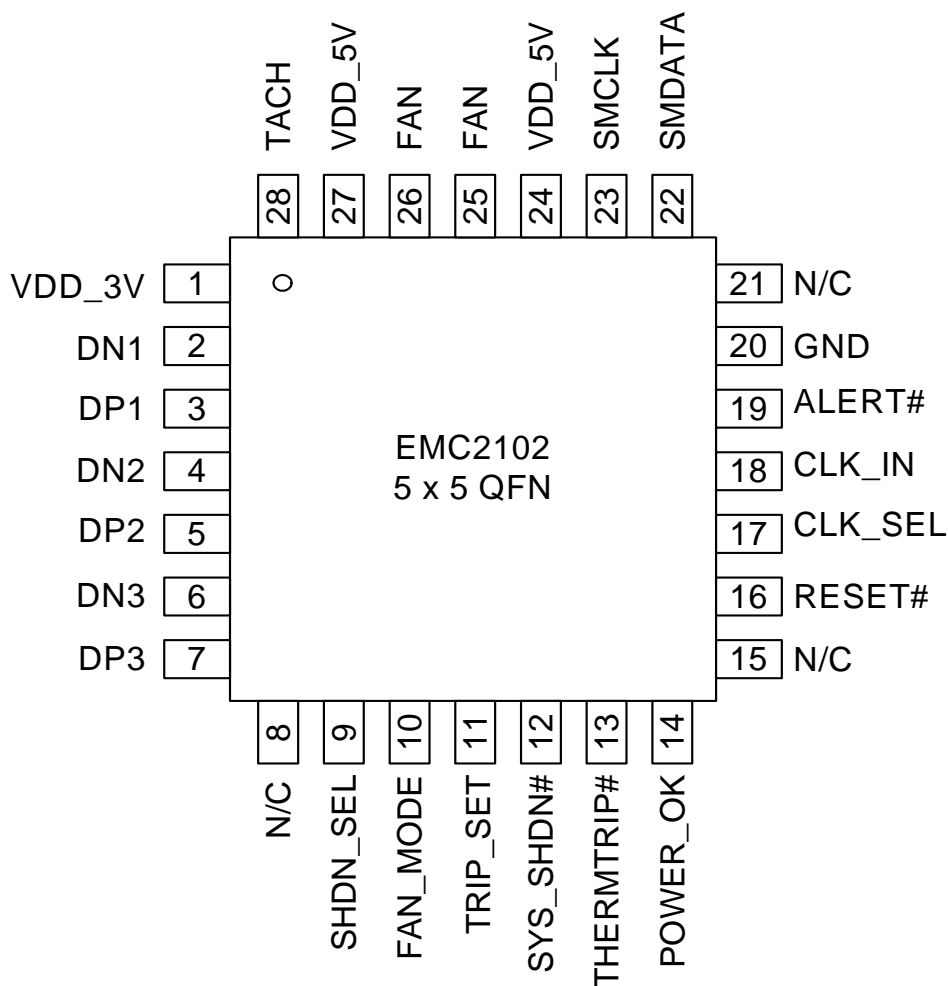 TACH
VDD_5V
FAN
FAN
VDD_5V
SMCLK
SMDATA
28
27
26
25
24
23
22
VDD_3V 1
DN1 2
DP1 3
DN2 4
DP2 5
DN3 6
DP3 7
EMC2102
5 x 5 QFN
21 N/C
20 GND
19 ALERT#
18 CLK_IN
17 CLK_SEL
16 RESET#
15 N/C
8
9
10
11
12
13
14
N/C
SHDN_SEL
FAN_MODE
TRIP_SET
SYS_SHDN#
THERMTRIP#
POWER_OK